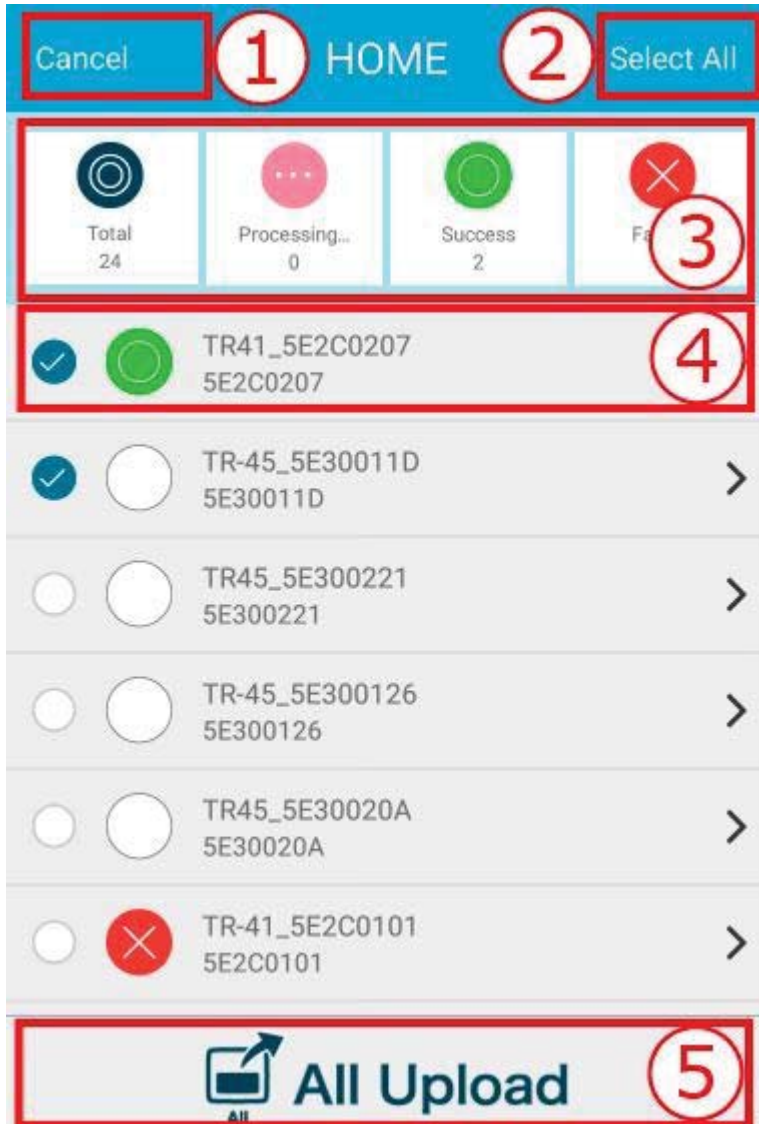 Cancel
1
HOME
2
Select All
Total
24
Processing...
0
Success
2
3
TR41_5E2C0207
5E2C0207
4
TR-45_5E30011D
5E30011D
TR45_5E300221
5E300221
TR-45_5E300126
5E300126
TR45_5E30020A
5E30020A
TR-41_5E2C0101
5E2C0101
All
All Upload
5